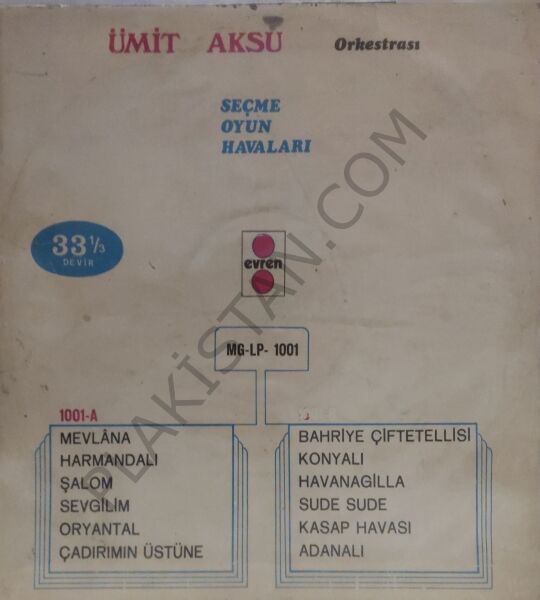 ÜMİT AKSU Orkestrası
SEÇME
OYUN
HAVALARI
33 1/3
DEVİR
evren
MG-LP- 1001
1001-A
MEVLÂNA
HARMANDALI
ŞALOM
SEVGİLİM
ORYANTAL
ÇADIRIMIN ÜSTÜNE
BAHRİYE ÇİFTETELLİSİ
KONYALI
HAVANAGİLLA
SUDE SUDE
KASAP HAVASI
ADANALI
PLAKİSTAN.COM